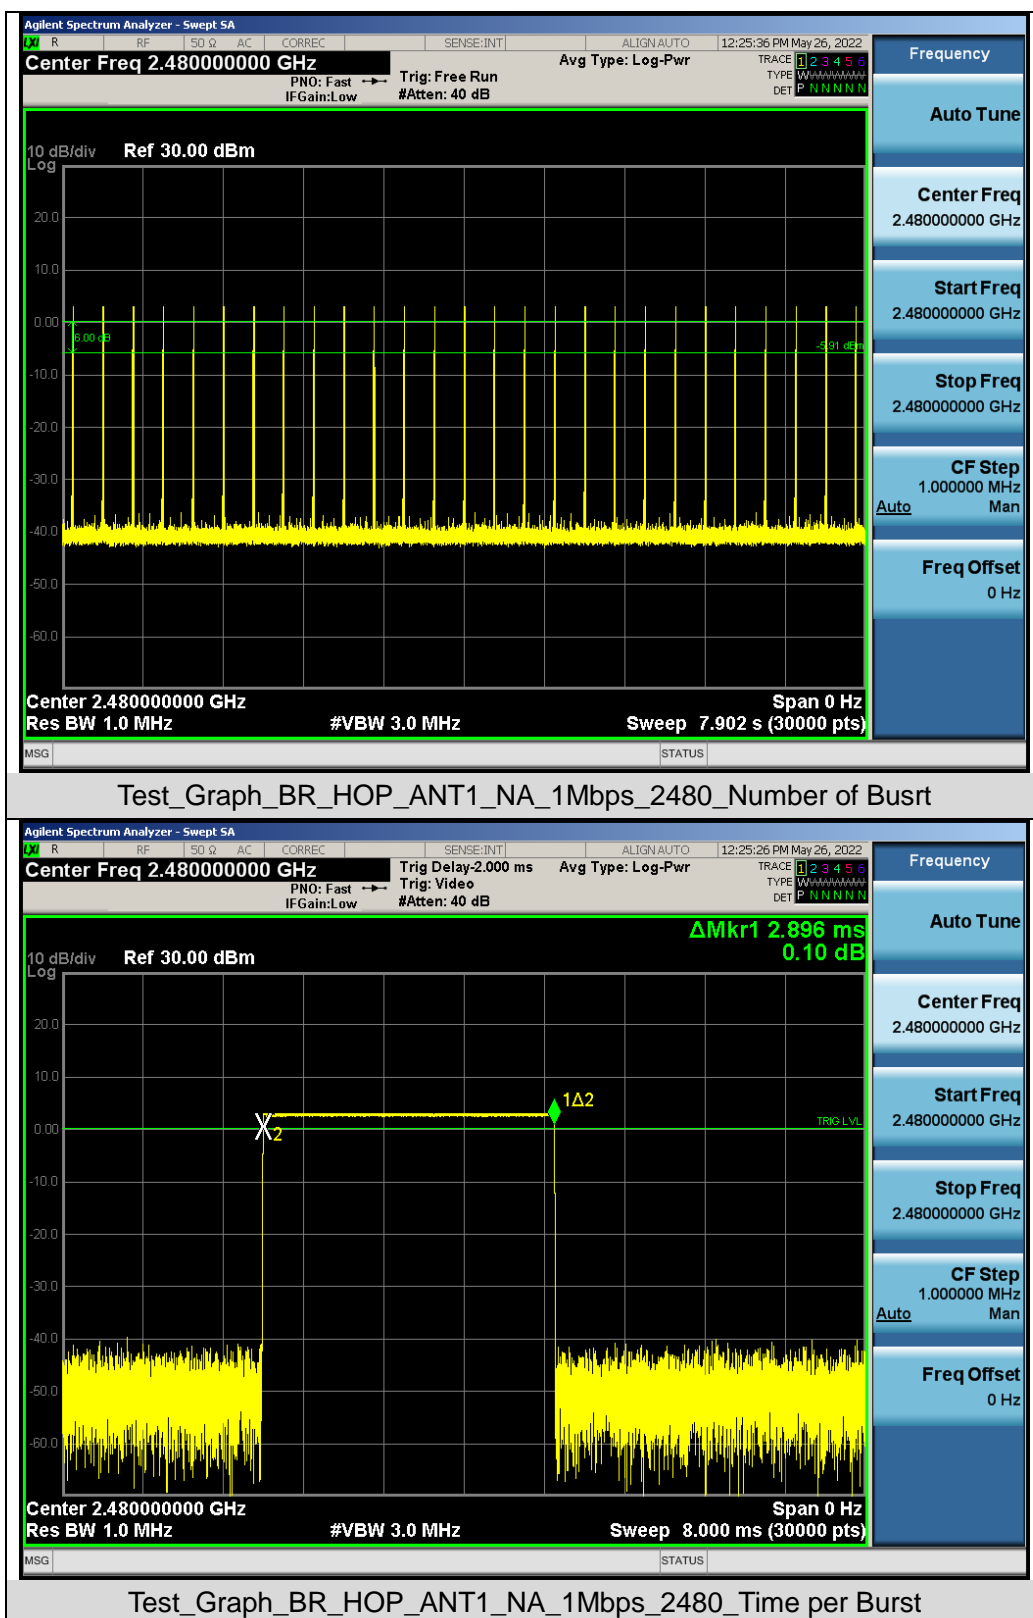 Agilent Spectrum Analyzer - Swept SA
LXI R RF 50 Ω AC CORREC SENSE:INT ALIGNAUTO 12:25:36 PM May 26, 2022
Center Freq 2.480000000 GHz Avg Type: Log-Pwr TRACE 1 2 3 4 5 6
PNO: Fast Trig: Free Run TYPE
IFGain:Low #Atten: 40 dB DET P N N N N N
Frequency
Auto Tune
10 dB/div Ref 30.00 dBm
Log
20.0
10.0
0.00
6.00 dB
-5.91 dBm
-10.0
-20.0
-30.0
-40.0
-50.0
-60.0
Center 2.480000000 GHz Span 0 Hz
Res BW 1.0 MHz #VBW 3.0 MHz Sweep 7.902 s (30000 pts)
MSG STATUS
Center Freq
2.480000000 GHz
Start Freq
2.480000000 GHz
Stop Freq
2.480000000 GHz
CF Step
1.000000 MHz
Auto Man
Freq Offset
0 Hz
Test_Graph_BR_HOP_ANT1_NA_1Mbps_2480_Number of Busrt
Agilent Spectrum Analyzer - Swept SA
LXI R RF 50 Ω AC CORREC SENSE:INT ALIGNAUTO 12:25:26 PM May 26, 2022
Center Freq 2.480000000 GHz Trig Delay-2.000 ms Avg Type: Log-Pwr TRACE 1 2 3 4 5 6
PNO: Fast Trig: Video TYPE
IFGain:Low #Atten: 40 dB DET P N N N N N
Frequency
Auto Tune
ΔMkr1 2.896 ms
0.10 dB
10 dB/div Ref 30.00 dBm
Log
20.0
10.0
1Δ2
2
TRIG LVL
0.00
-10.0
-20.0
-30.0
-40.0
-50.0
-60.0
Center 2.480000000 GHz Span 0 Hz
Res BW 1.0 MHz #VBW 3.0 MHz Sweep 8.000 ms (30000 pts)
MSG STATUS
Center Freq
2.480000000 GHz
Start Freq
2.480000000 GHz
Stop Freq
2.480000000 GHz
CF Step
1.000000 MHz
Auto Man
Freq Offset
0 Hz
Test_Graph_BR_HOP_ANT1_NA_1Mbps_2480_Time per Burst